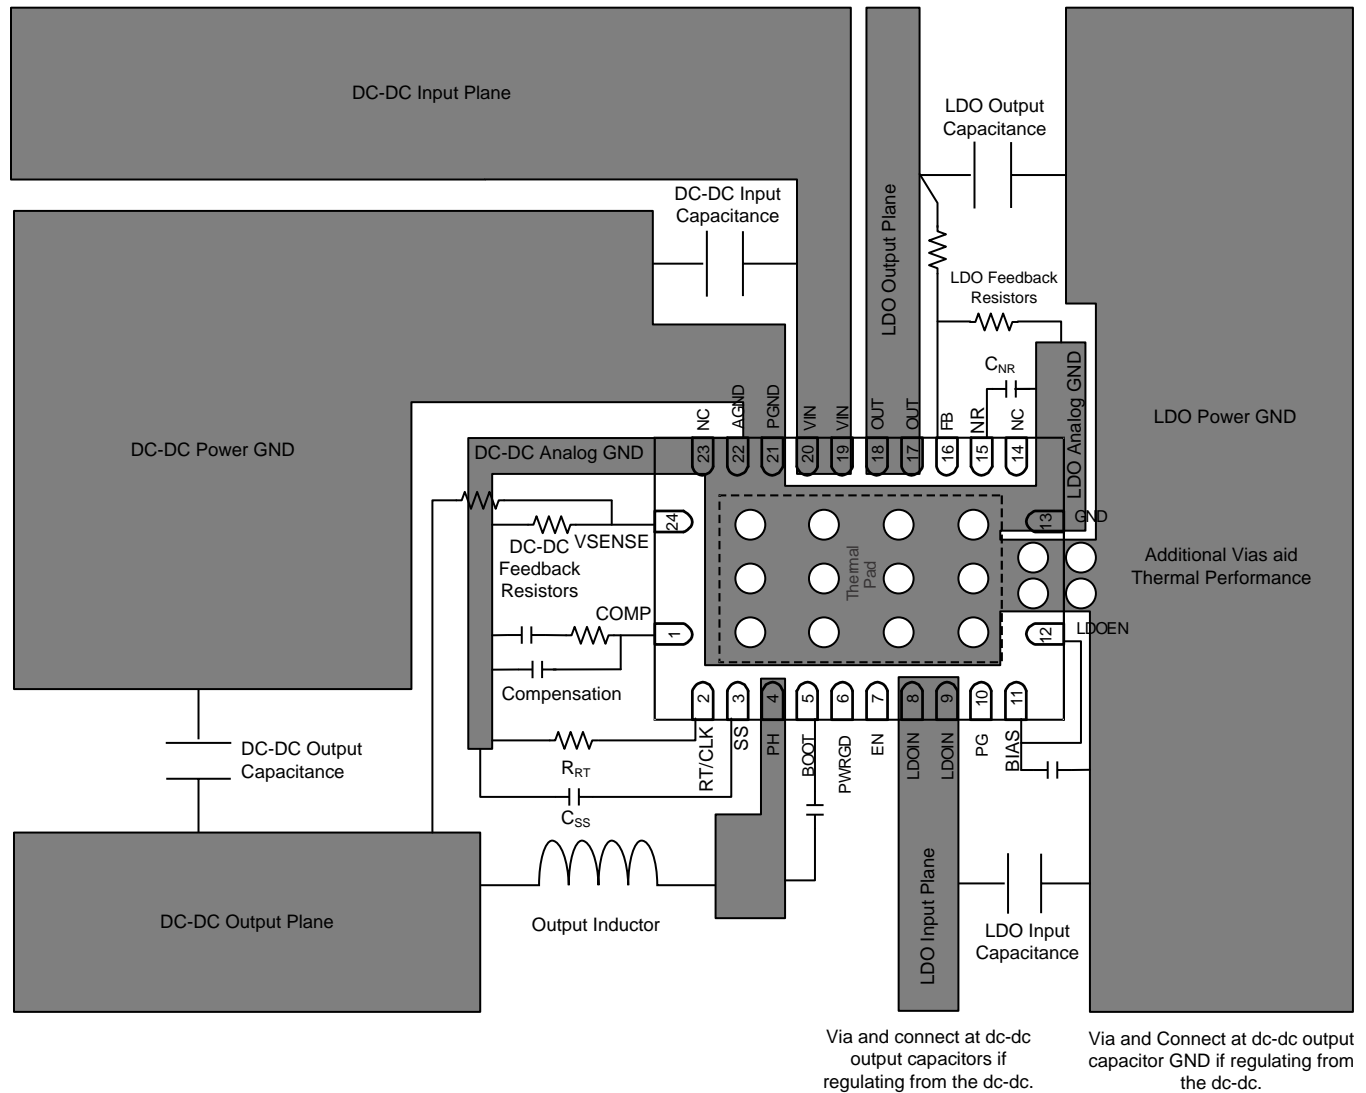 DC-DC Input Plane
LDO Output
Capacitance
DC-DC Input
Capacitance
LDO Output Plane
LDO Feedback
Resistors
C_NR
LDO Analog GND
LDO Power GND
DC-DC Power GND
DC-DC Analog GND
NC
AGND
PGND
VIN
VIN
OUT
OUT
FB
NR
NC
23
22
21
20
19
18
17
16
15
14
24
VSENSE
DC-DC
Feedback
Resistors
13
GND
Thermal
Pad
Additional Vias aid
Thermal Performance
COMP
1
12
LDOEN
Compensation
2
3
4
5
6
7
8
9
10
11
RT/CLK
SS
PH
BOOT
PWRGD
EN
LDOIN
LDOIN
PG
BIAS
DC-DC Output
Capacitance
R_RT
C_SS
DC-DC Output Plane
Output Inductor
LDO Input Plane
LDO Input
Capacitance
Via and connect at dc-dc
output capacitors if
regulating from the dc-dc.
Via and Connect at dc-dc output
capacitor GND if regulating from
the dc-dc.